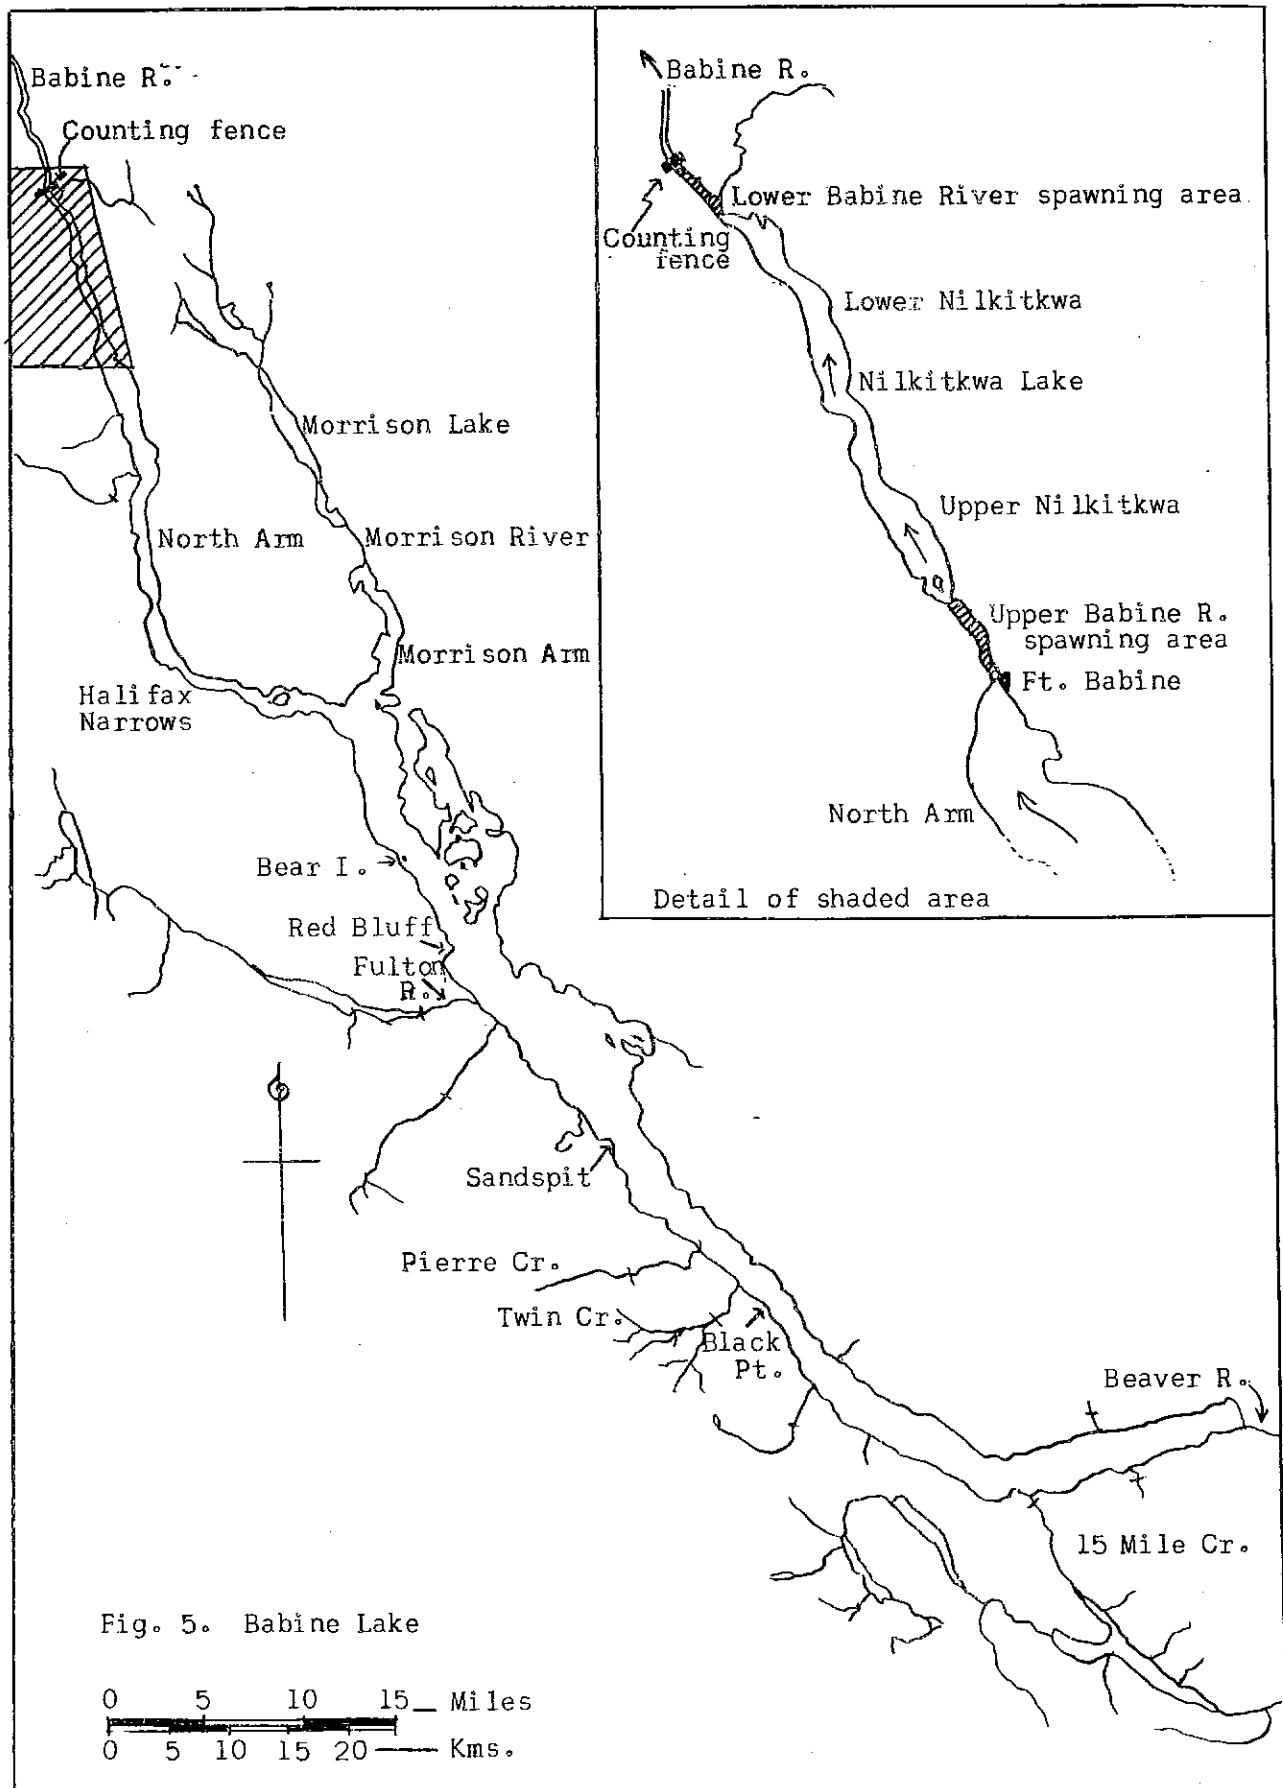 Babine R.
Counting fence
Morrison Lake
North Arm
Morrison River
Morrison Arm
Halifax
Narrows
Bear I.
Red Bluff
Fulton
R.
Sandspit
Pierre Cr.
Twin Cr.
Black
Pt.
Beaver R.
15 Mile Cr.
Babine R.
Lower Babine River spawning area
Counting
fence
Lower Nilkitkwa
Nilkitkwa Lake
Upper Nilkitkwa
Upper Babine R.
spawning area
Ft. Babine
North Arm
Detail of shaded area
Fig. 5. Babine Lake
0 5 10 15 Miles
0 5 10 15 20 Kms.